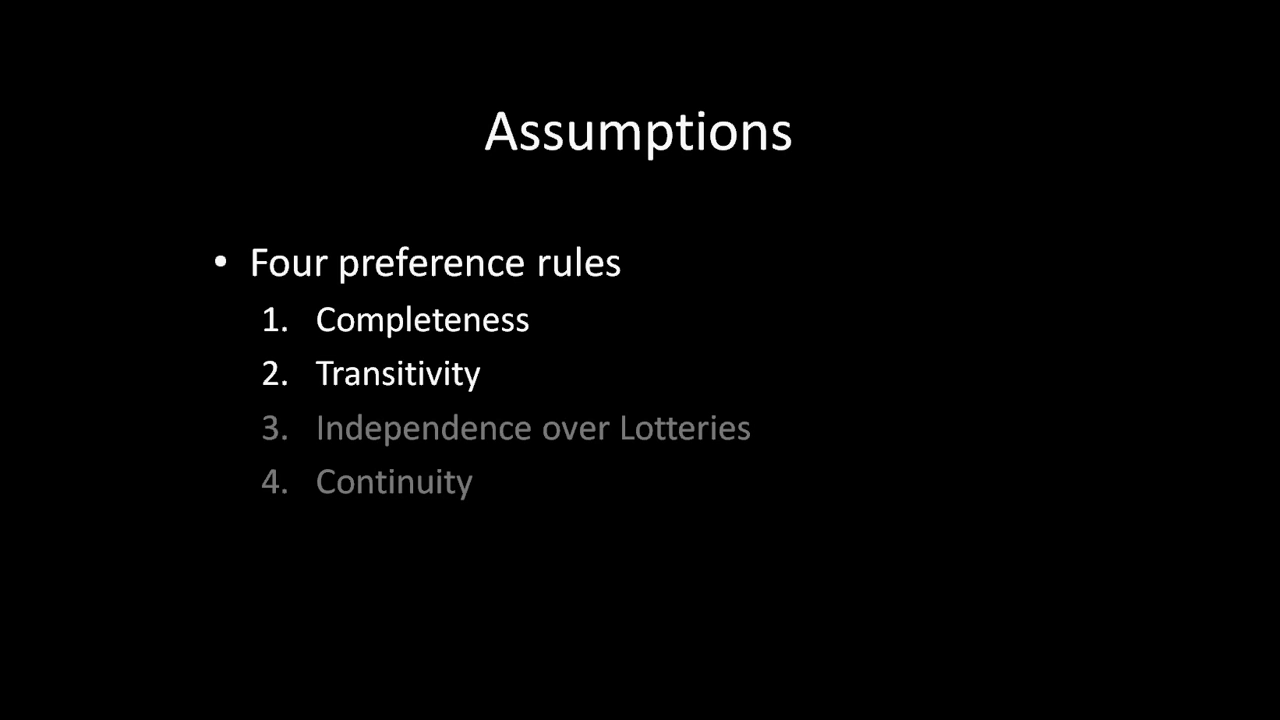 Assumptions
• Four preference rules
1. Completeness
2. Transitivity
3. Independence over Lotteries
4. Continuity